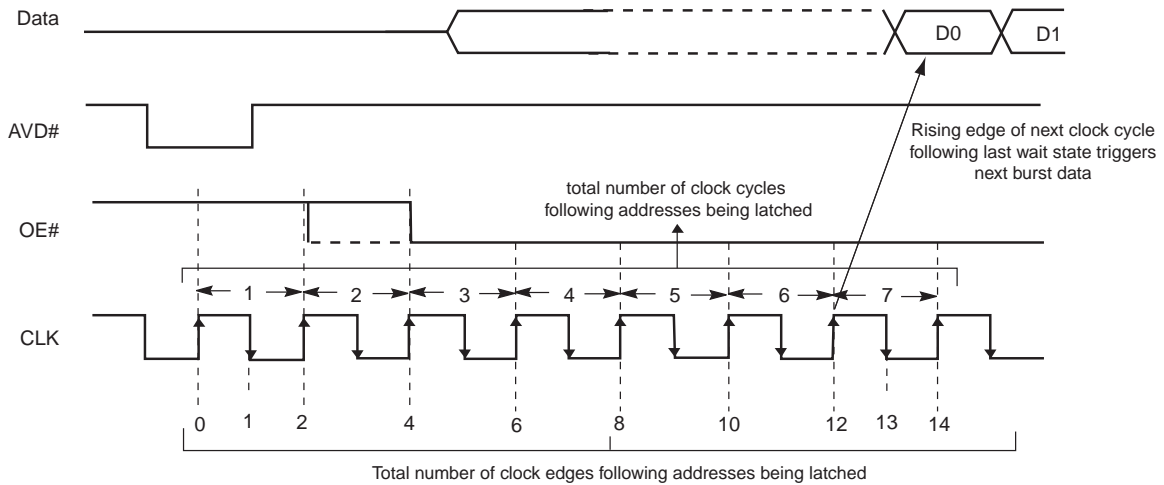 Data
D0
D1
AVD#
Rising edge of next clock cycle
following last wait state triggers
next burst data
total number of clock cycles
following addresses being latched
OE#
1 2 3 4 5 6 7
CLK
0 1 2 4 6 8 10 12 13 14
Total number of clock edges following addresses being latched